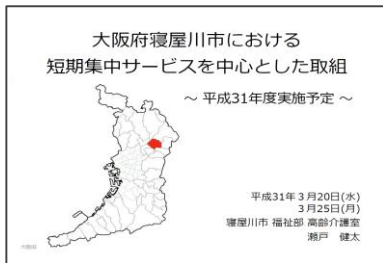 大阪府寝屋川市における
短期集中サービスを中心とした取組
～ 平成31年度実施予定 ～
平成31年３月20日(水)
３月25日(月)
寝屋川市 福祉部 高齢介護室
瀬戸　健太